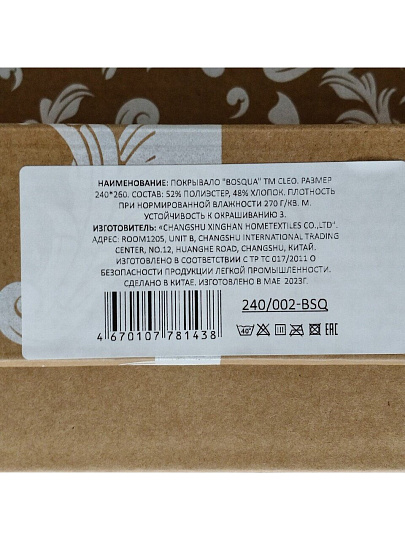 НАИМЕНОВАНИЕ: ПОКРЫВАЛО "BOSQUA" ТМ CLEO. РАЗМЕР
240*260. СОСТАВ: 52% ПОЛИЭСТЕР, 48% ХЛОПОК. ПЛОТНОСТЬ
ПРИ НОРМИРОВАННОЙ ВЛАЖНОСТИ 270 Г/КВ. М.
УСТОЙЧИВОСТЬ К ОКРАШИВАНИЮ 3.
ИЗГОТОВИТЕЛЬ: «CHANGSHU XINGHAN HOMETEXTILES CO.,LTD».
АДРЕС: ROOM1205, UNIT B, CHANGSHU INTERNATIONAL TRADING
CENTER, NO.12, HUANGHE ROAD, CHANGSHU, КИТАЙ.
ИЗГОТОВЛЕНО В СООТВЕТСТВИИ С ТР ТС 017/2011 О
БЕЗОПАСНОСТИ ПРОДУКЦИИ ЛЕГКОЙ ПРОМЫШЛЕННОСТИ.
СДЕЛАНО В КИТАЕ. ИЗГОТОВЛЕНО В МАЕ 2023Г.
240/002-BSQ
40° EAC
4 670107 781438